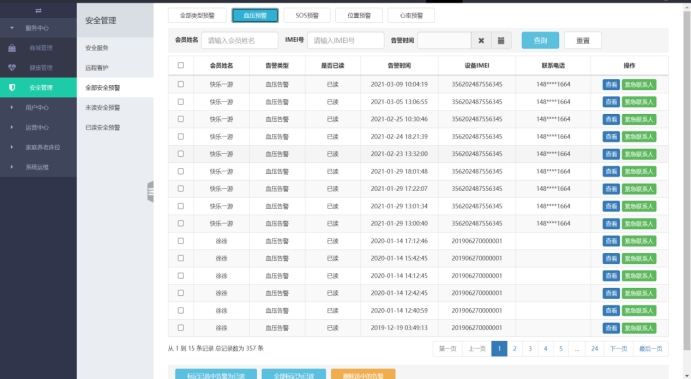 服务中心
商城管理
健康管理
安全管理
用户中心
运营中心
家庭养老床位
系统运维
安全管理
安全服务
远程看护
全部安全预警
未读安全预警
已读安全预警
全部类型预警 血压预警 SOS预警 位置预警 心率预警
会员姓名 请输入会员姓名 IMEI号 请输入IMEI号 告警时间 查询 重置
会员姓名 告警类型 是否已读 告警时间 设备IMEI 联系电话 操作
快乐一游 血压告警 已读 2021-03-09 10:04:19 356202487556345 148****1664 查看 紧急联系人
快乐一游 血压告警 已读 2021-03-05 13:06:55 356202487556345 148****1664 查看 紧急联系人
快乐一游 血压告警 已读 2021-02-25 10:30:46 356202487556345 148****1664 查看 紧急联系人
快乐一游 血压告警 已读 2021-02-24 18:21:39 356202487556345 148****1664 查看 紧急联系人
快乐一游 血压告警 已读 2021-02-23 13:32:00 356202487556345 148****1664 查看 紧急联系人
快乐一游 血压告警 已读 2021-01-29 18:01:48 356202487556345 148****1664 查看 紧急联系人
快乐一游 血压告警 已读 2021-01-29 17:22:07 356202487556345 148****1664 查看 紧急联系人
快乐一游 血压告警 已读 2021-01-29 13:01:34 356202487556345 148****1664 查看 紧急联系人
快乐一游 血压告警 已读 2021-01-29 13:00:40 356202487556345 148****1664 查看 紧急联系人
徐徐 血压告警 已读 2020-01-14 17:12:46 201906270000001 查看 紧急联系人
徐徐 血压告警 已读 2020-01-14 15:42:45 201906270000001 查看 紧急联系人
徐徐 血压告警 已读 2020-01-14 14:12:45 201906270000001 查看 紧急联系人
徐徐 血压告警 已读 2020-01-14 12:42:45 201906270000001 查看 紧急联系人
徐徐 血压告警 已读 2020-01-14 12:40:59 201906270000001 查看 紧急联系人
徐徐 血压告警 已读 2019-12-19 03:49:13 201906270000001 查看 紧急联系人
从 1 到 15 条记录 总记录数为 357 条 第一页 上一页 1 2 3 4 5 ... 24 下一页 最后一页
标记已选中告警为已读 全部标记为已读 删除选中的告警